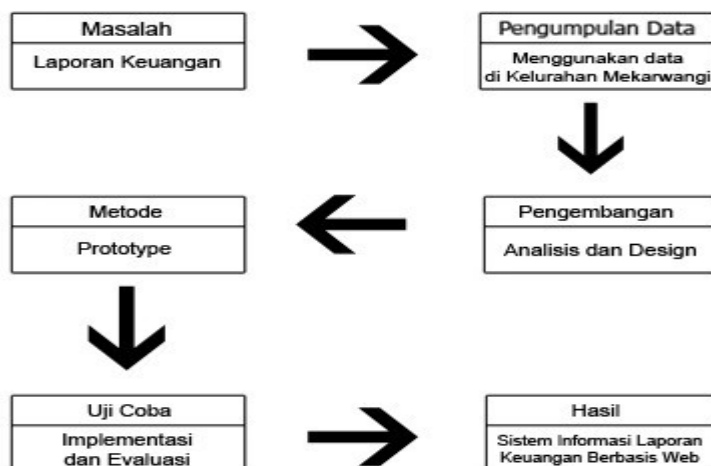 Masalah
Laporan Keuangan
Pengumpulan Data
Menggunakan data
di Kelurahan Mekarwangi
Pengembangan
Analisis dan Design
Metode
Prototype
Uji Coba
Implementasi
dan Evaluasi
Hasil
Sistem Informasi Laporan
Keuangan Berbasis Web